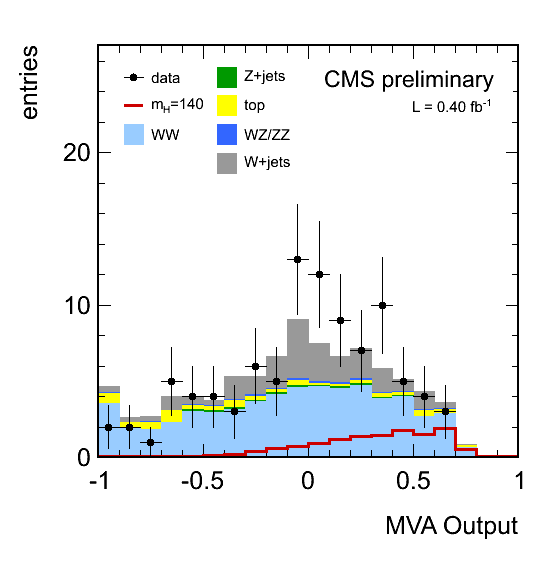 entries
CMS preliminary
L = 0.40 fb⁻¹
data
m_H=140
WW
Z+jets
top
WZ/ZZ
W+jets
20
10
0
-1
-0.5
0
0.5
1
MVA Output